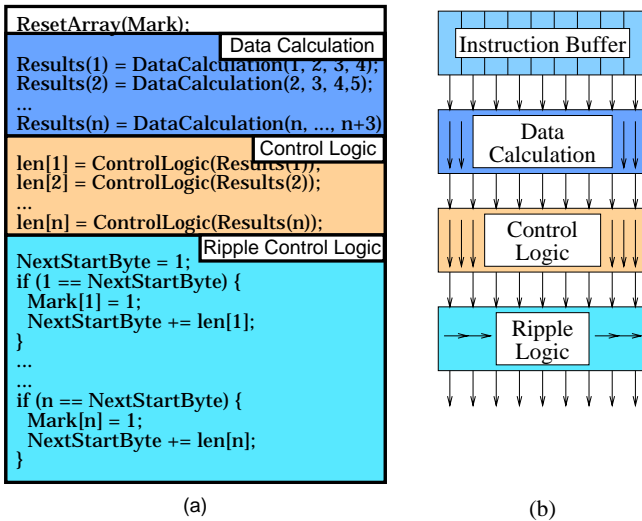 ResetArray(Mark);
Data Calculation
Results(1) = DataCalculation(1, 2, 3, 4);
Results(2) = DataCalculation(2, 3, 4,5);
...
Results(n) = DataCalculation(n, ..., n+3)
Control Logic
len[1] = ControlLogic(Results(1));
len[2] = ControlLogic(Results(2));
...
len[n] = ControlLogic(Results(n));
Ripple Control Logic
NextStartByte = 1;
if (1 == NextStartByte) {
Mark[1] = 1;
NextStartByte += len[1];
}
...
...
if (n == NextStartByte) {
Mark[n] = 1;
NextStartByte += len[n];
}
(a)
Instruction Buffer
Data
Calculation
Control
Logic
Ripple
Logic
(b)